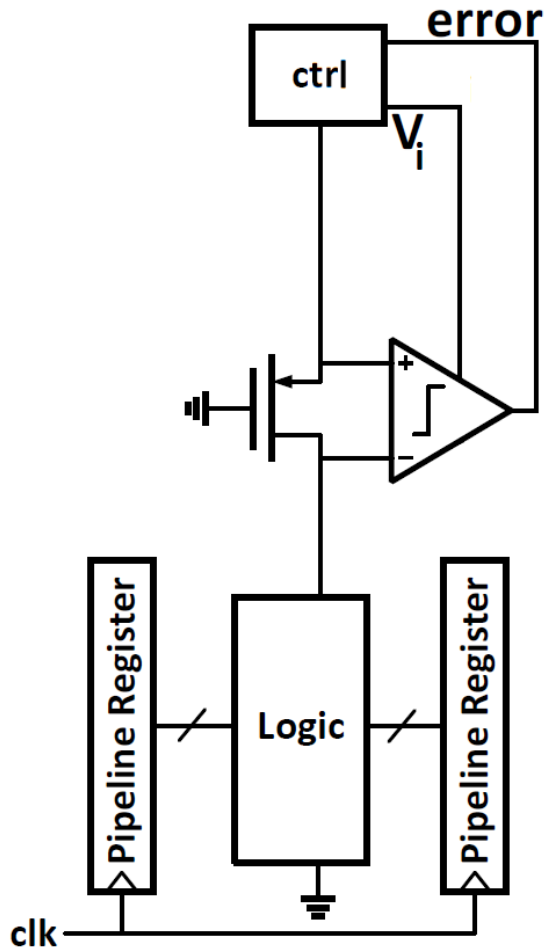 error
ctrl
Vi
+
−
Pipeline Register
Logic
Pipeline Register
clk